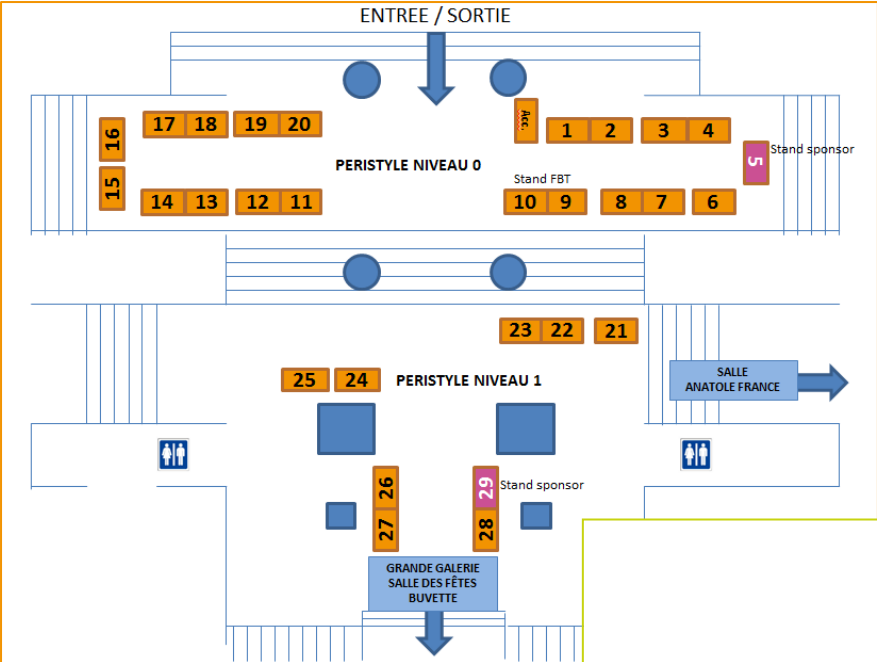 ENTREE / SORTIE
17 18 19 20
Acc.
1 2 3 4
16
5
Stand sponsor
PERISTYLE NIVEAU 0
15
Stand FBT
14 13 12 11
10 9 8 7 6
23 22 21
25 24
PERISTYLE NIVEAU 1
SALLE
ANATOLE FRANCE
26
29
Stand sponsor
27
28
GRANDE GALERIE
SALLE DES FÊTES
BUVETTE